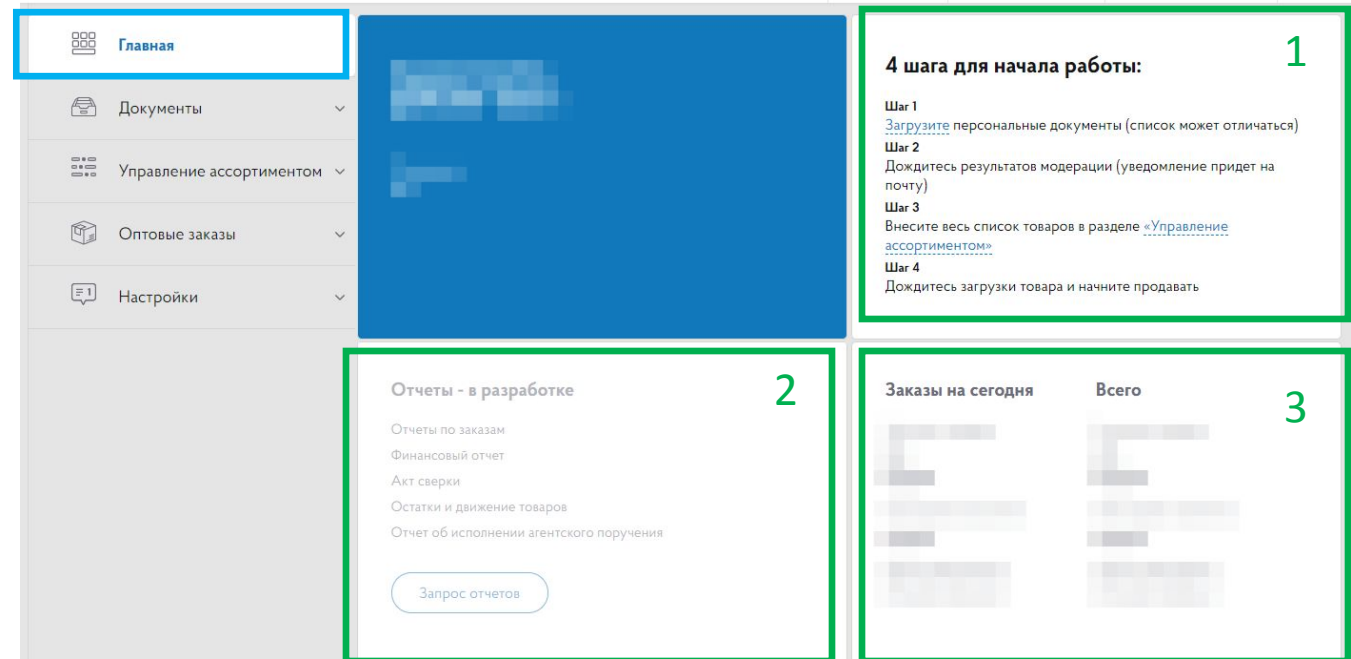 Главная
Документы
Управление ассортиментом
Оптовые заказы
Настройки
1
4 шага для начала работы:
Шаг 1
Загрузите персональные документы (список может отличаться)
Шаг 2
Дождитесь результатов модерации (уведомление придет на
почту)
Шаг 3
Внесите весь список товаров в разделе «Управление
ассортиментом»
Шаг 4
Дождитесь загрузки товара и начните продавать
2
Отчеты - в разработке
Отчеты по заказам
Финансовый отчет
Акт сверки
Остатки и движение товаров
Отчет об исполнении агентского поручения
Запрос отчетов
3
Заказы на сегодня
Всего